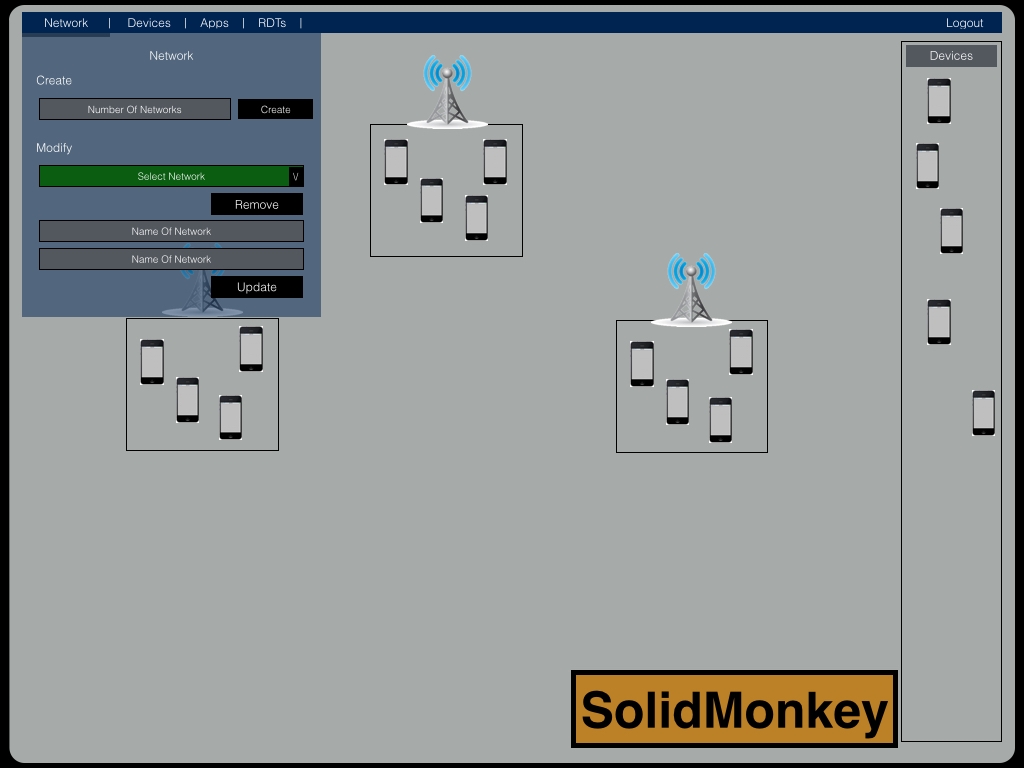 Network | Devices | Apps | RDTs | Logout
Network
Create
Number Of Networks Create
Modify
Select Network V
Remove
Name Of Network
Name Of Network
Update
Devices
SolidMonkey